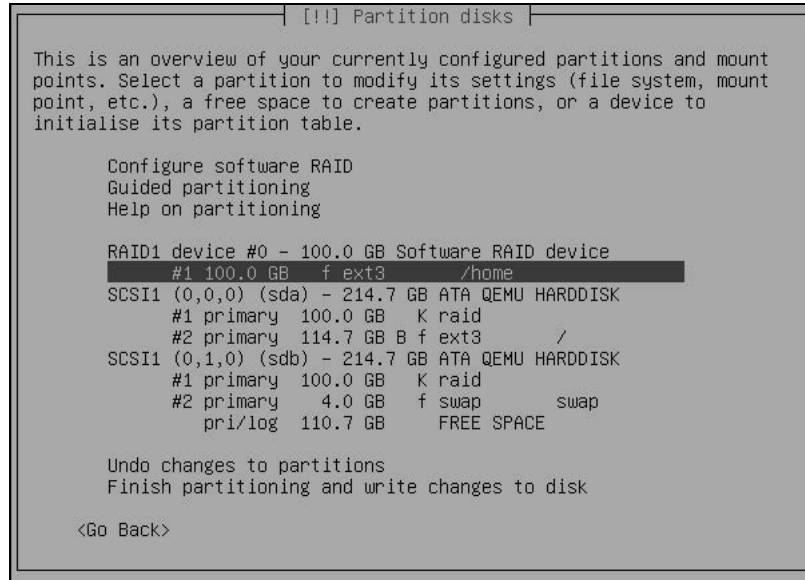 [!!] Partition disks
This is an overview of your currently configured partitions and mount
points. Select a partition to modify its settings (file system, mount
point, etc.), a free space to create partitions, or a device to
initialise its partition table.
Configure software RAID
Guided partitioning
Help on partitioning
RAID1 device #0 - 100.0 GB Software RAID device
#1 100.0 GB f ext3 /home
SCSI1 (0,0,0) (sda) - 214.7 GB ATA QEMU HARDDISK
#1 primary 100.0 GB K raid
#2 primary 114.7 GB B f ext3 /
SCSI1 (0,1,0) (sdb) - 214.7 GB ATA QEMU HARDDISK
#1 primary 100.0 GB K raid
#2 primary 4.0 GB f swap swap
pri/log 110.7 GB FREE SPACE
Undo changes to partitions
Finish partitioning and write changes to disk
<Go Back>